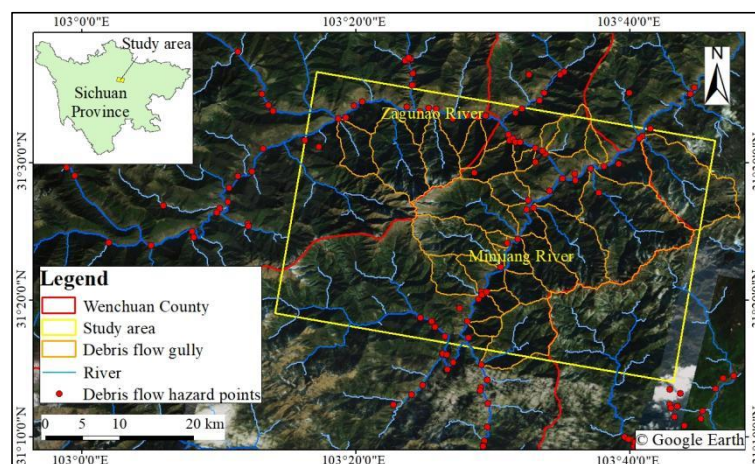 103°0'0"E 103°20'0"E 103°40'0"E
Study area
Sichuan
Province
N
Zagunao River
31°30'0"N
Minjiang River
Legend
Wenchuan County
Study area
Debris flow gully
River
Debris flow hazard points
31°20'0"N
0 5 10 20 km
31°10'0"N
© Google Earth
103°0'0"E 103°20'0"E 103°40'0"E